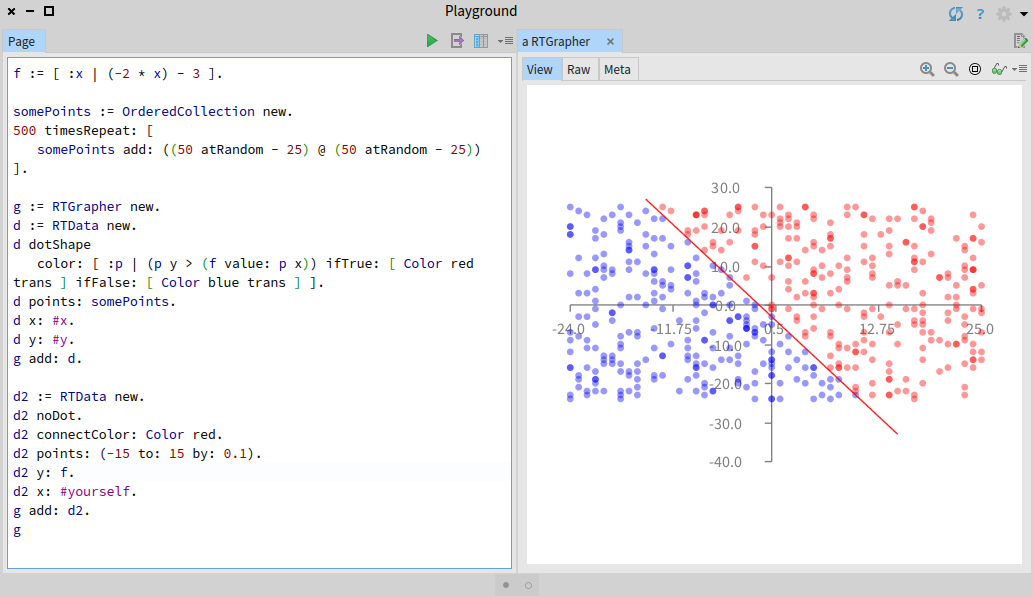 Playground
?
Page
a RTGrapher ×
View Raw Meta
f := [ :x | (-2 * x) - 3 ].
somePoints := OrderedCollection new.
500 timesRepeat: [
somePoints add: ((50 atRandom - 25) @ (50 atRandom - 25))
].
g := RTGrapher new.
d := RTData new.
d dotShape
color: [ :p | (p y > (f value: p x)) ifTrue: [ Color red
trans ] ifFalse: [ Color blue trans ] ].
d points: somePoints.
d x: #x.
d y: #y.
g add: d.
d2 := RTData new.
d2 noDot.
d2 connectColor: Color red.
d2 points: (-15 to: 15 by: 0.1).
d2 y: f.
d2 x: #yourself.
g add: d2.
g
30.0
20.0
10.0
0.0
-24.0 -11.75 0.5 12.75 25.0
-10.0
-20.0
-30.0
-40.0